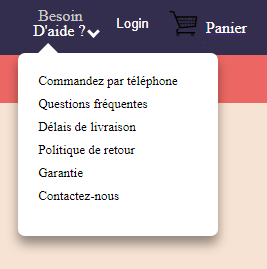 Besoin
D'aide ?
Login
Panier
Commandez par téléphone
Questions fréquentes
Délais de livraison
Politique de retour
Garantie
Contactez-nous